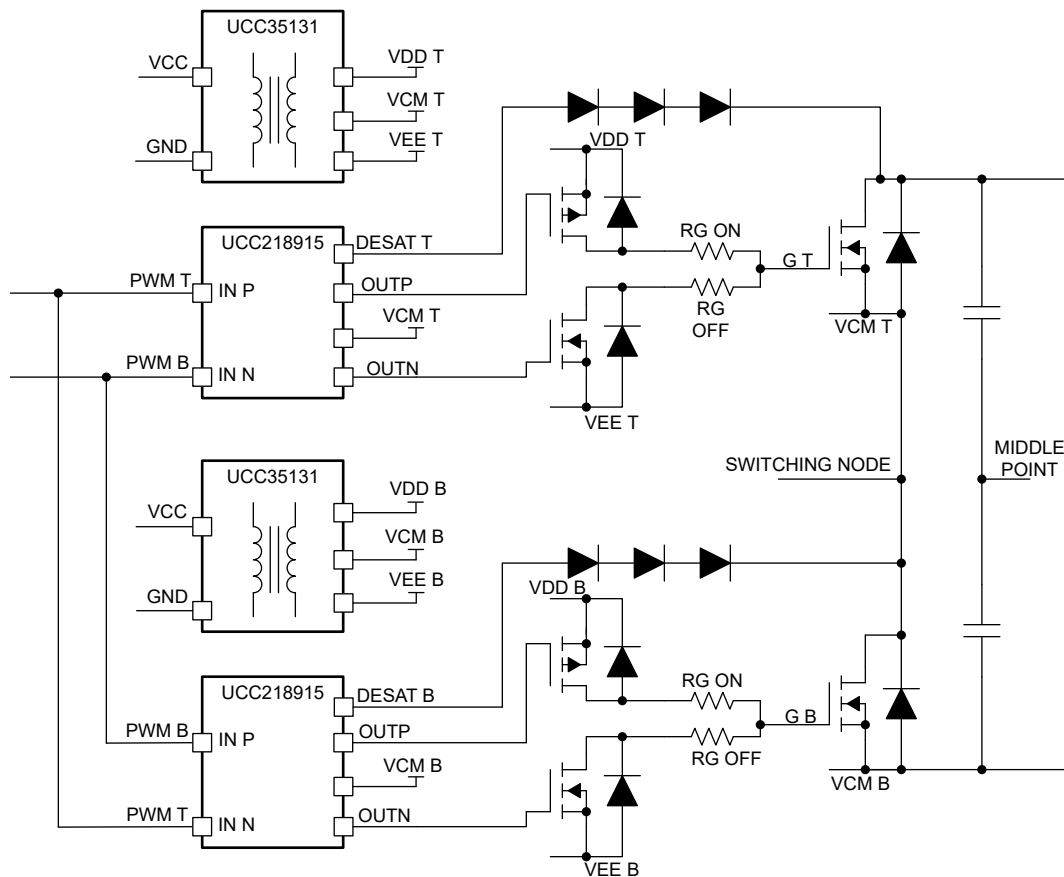 UCC35131
VCC
GND
VDD T
VCM T
VEE T
UCC218915
PWM T
IN P
PWM B
IN N
DESAT T
OUTP
VCM T
OUTN
VDD T
RG ON
RG
OFF
G T
VCM T
VEE T
SWITCHING NODE
MIDDLE
POINT
UCC35131
VCC
GND
VDD B
VCM B
VEE B
UCC218915
PWM B
IN P
PWM T
IN N
DESAT B
OUTP
VCM B
OUTN
VDD B
RG ON
RG OFF
G B
VCM B
VEE B